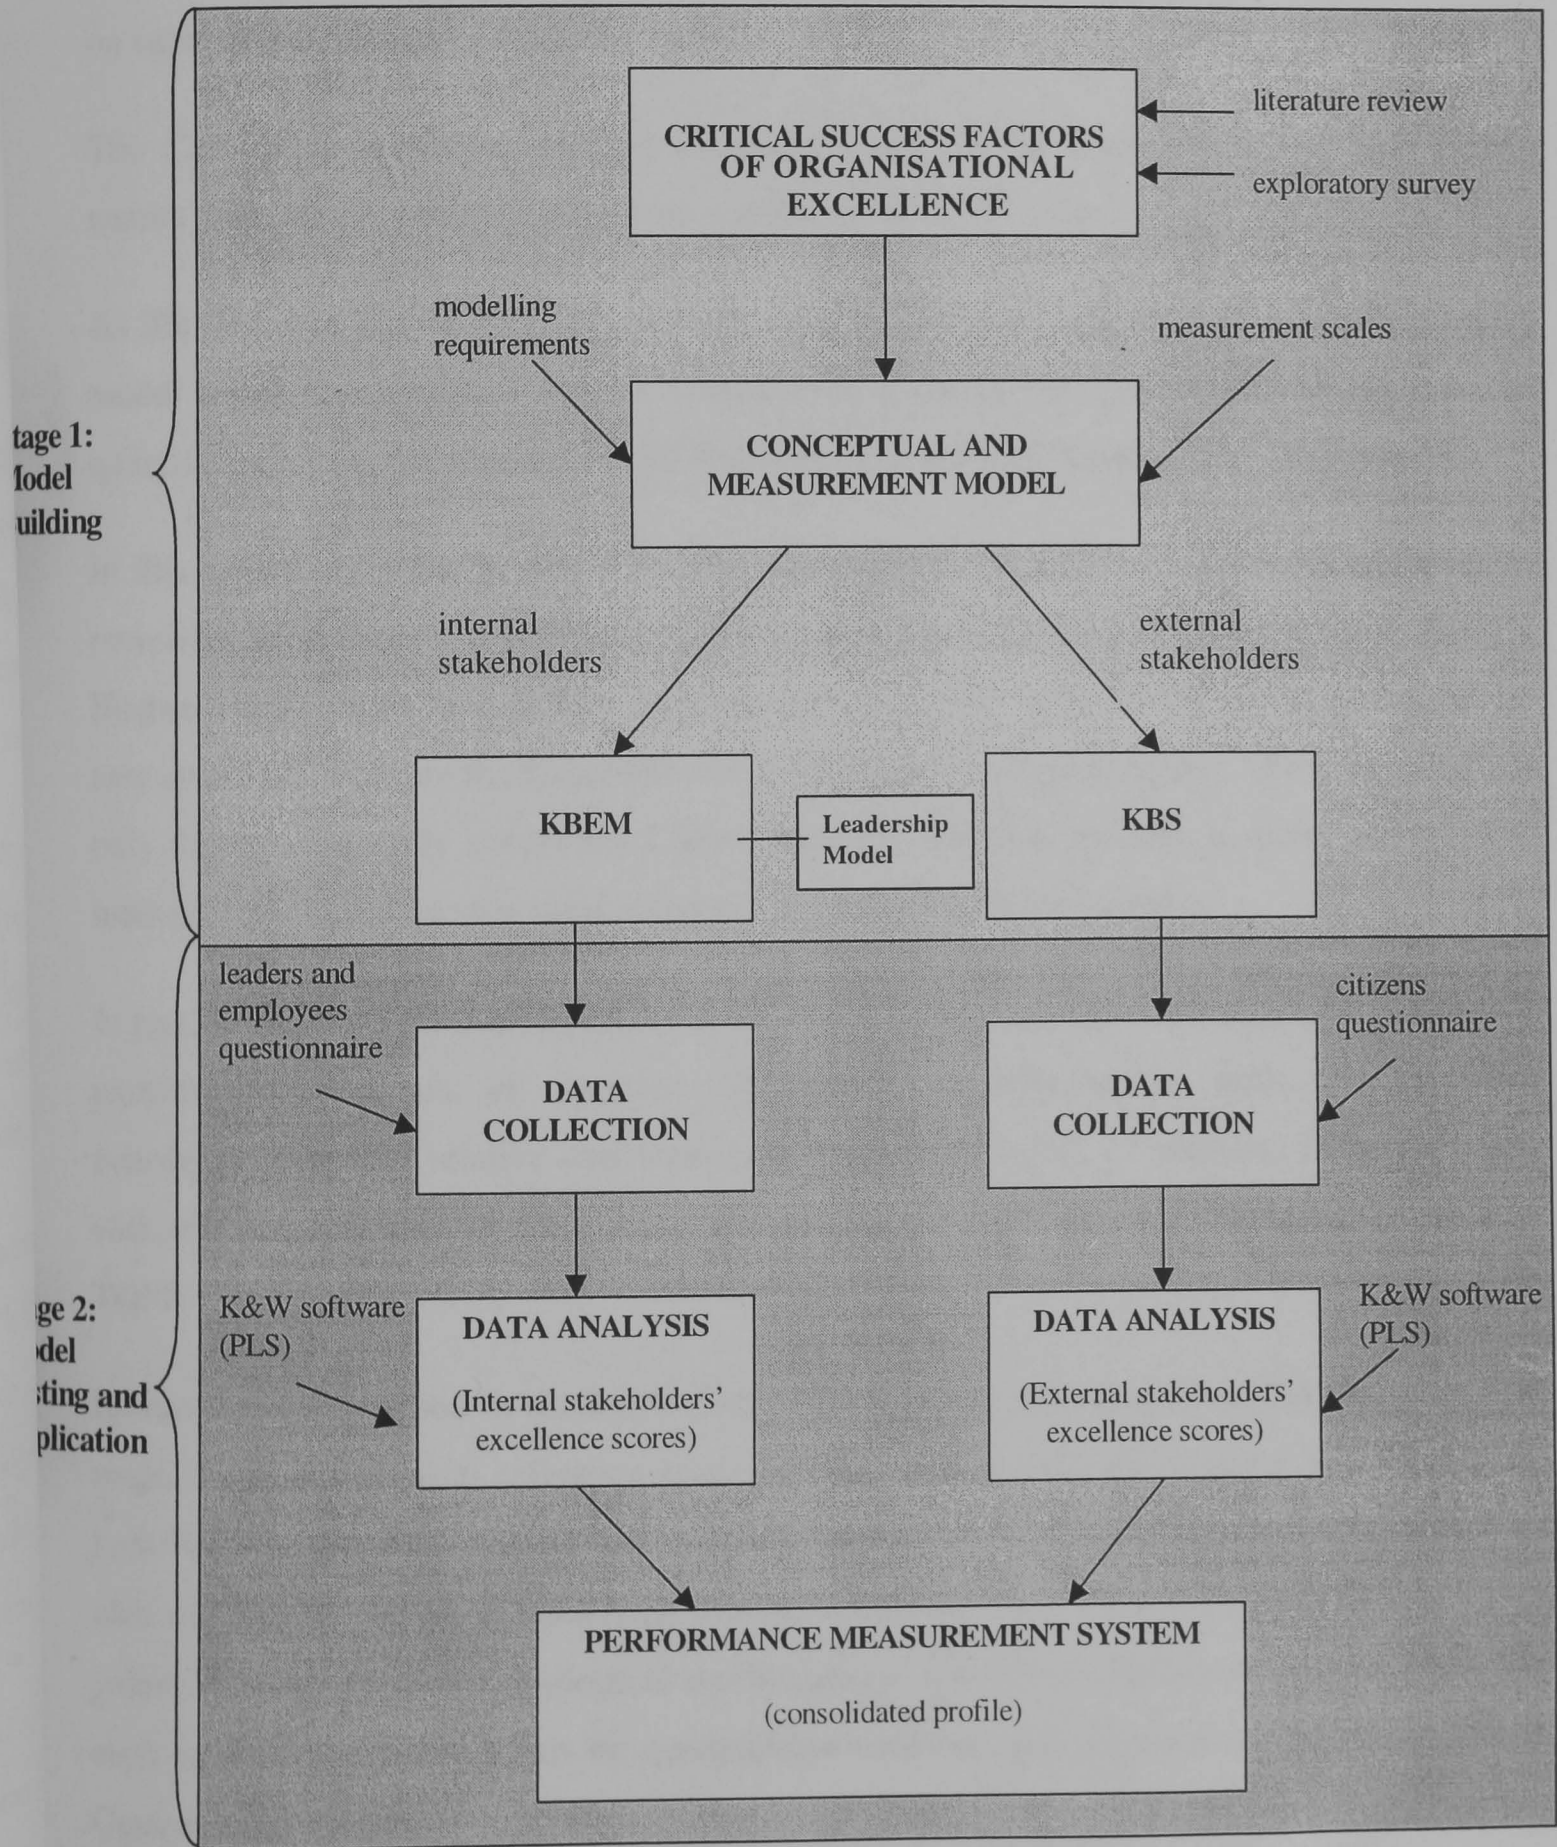 CRITICAL SUCCESS FACTORS
OF ORGANISATIONAL
EXCELLENCE
literature review
exploratory survey
modelling
requirements
measurement scales
tage 1:
Model
uilding
CONCEPTUAL AND
MEASUREMENT MODEL
internal
stakeholders
external
stakeholders
KBEM
Leadership
Model
KBS
leaders and
employees
questionnaire
citizens
questionnaire
DATA
COLLECTION
DATA
COLLECTION
ge 2:
del
sting and
plication
K&W software
(PLS)
DATA ANALYSIS
(Internal stakeholders'
excellence scores)
DATA ANALYSIS
(External stakeholders'
excellence scores)
K&W software
(PLS)
PERFORMANCE MEASUREMENT SYSTEM
(consolidated profile)